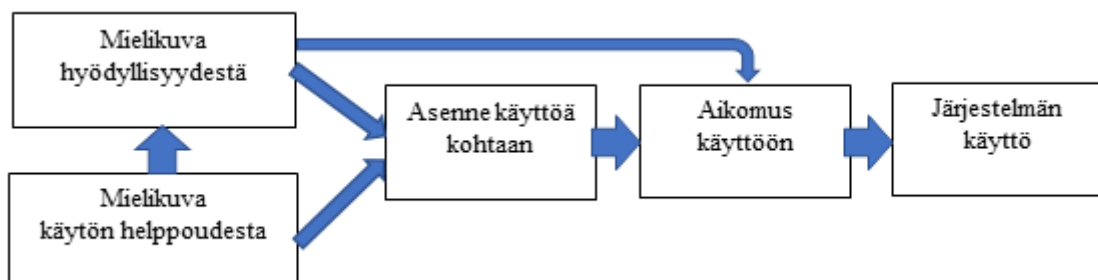 Mielikuva
hyödyllisyydestä
Mielikuva
käytön helppoudesta
Asenne käyttöä
kohtaan
Aikomus
käyttöön
Järjestelmän
käyttö